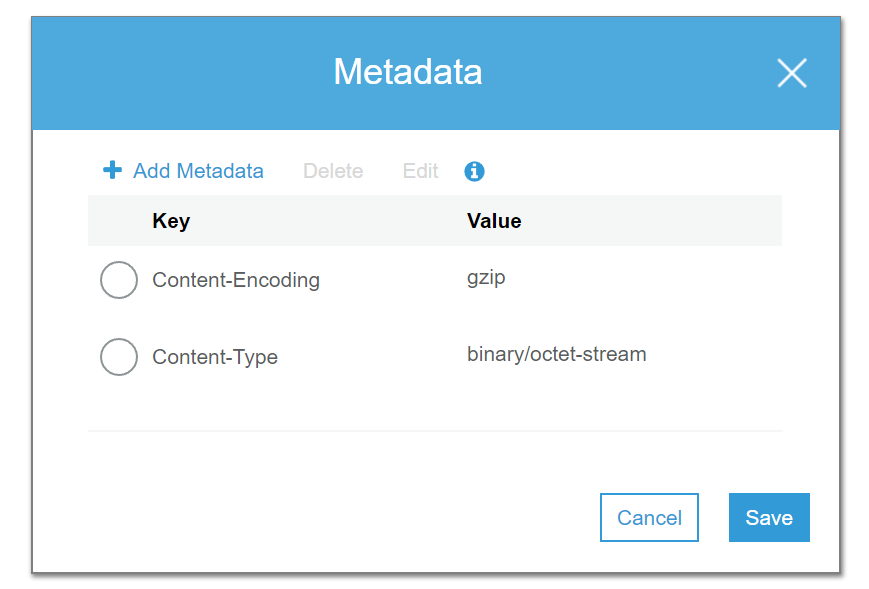 Metadata
Add Metadata Delete Edit
Key Value
Content-Encoding gzip
Content-Type binary/octet-stream
Cancel Save